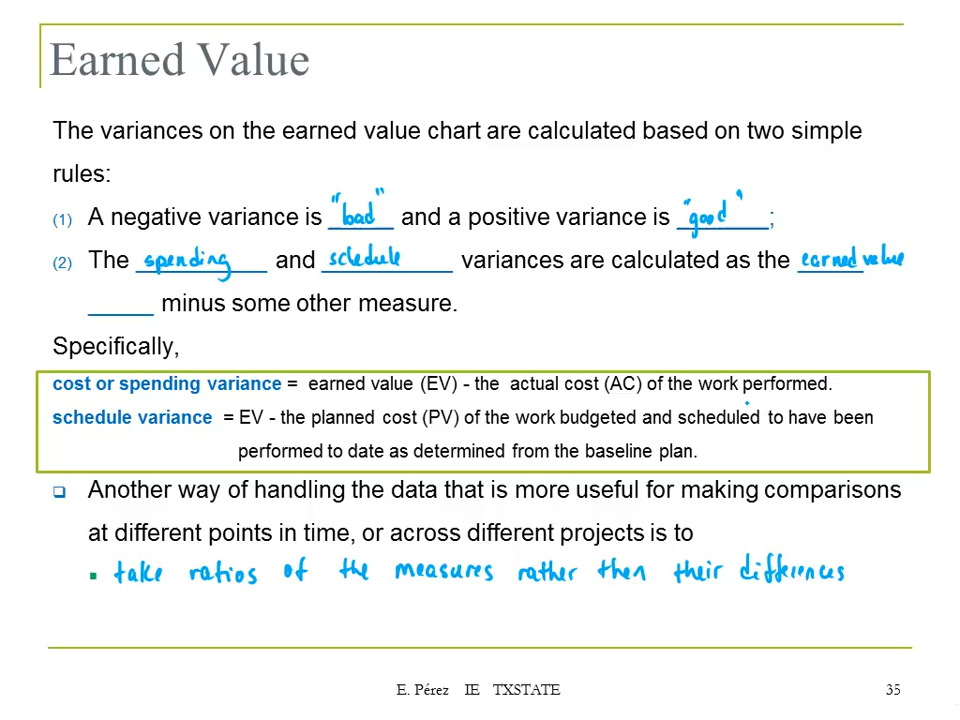 Earned Value
The variances on the earned value chart are calculated based on two simple
rules:
(1) A negative variance is "bad" and a positive variance is "good";
(2) The spending and schedule variances are calculated as the earned value
_____ minus some other measure.
Specifically,
cost or spending variance = earned value (EV) - the actual cost (AC) of the work performed.
schedule variance = EV - the planned cost (PV) of the work budgeted and scheduled to have been
performed to date as determined from the baseline plan.
Another way of handling the data that is more useful for making comparisons
at different points in time, or across different projects is to
take ratios of the measures rather then their differences
E. Pérez IE TXSTATE 35